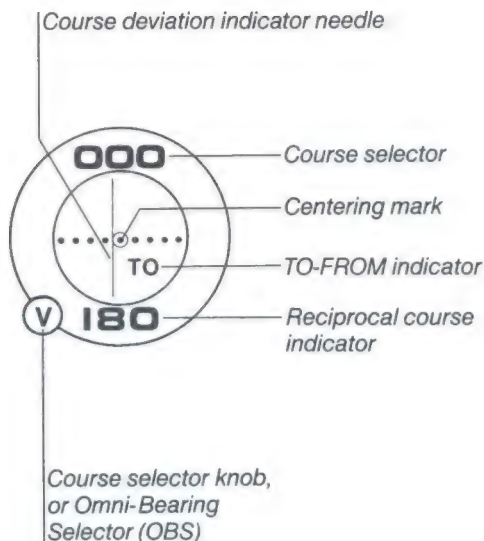 Course deviation indicator needle
000
Course selector
Centering mark
TO
TO-FROM indicator
V
180
Reciprocal course
indicator
Course selector knob,
or Omni-Bearing
Selector (OBS)